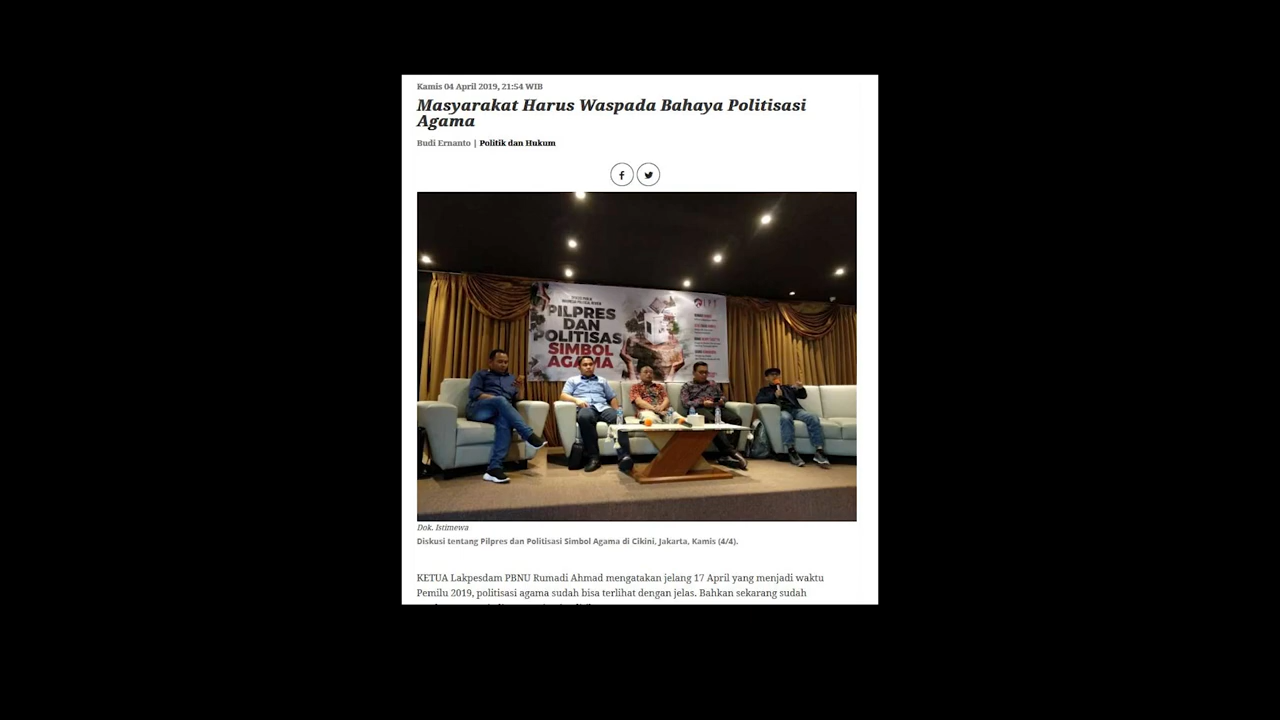 Kamis 04 April 2019, 21:54 WIB
Masyarakat Harus Waspada Bahaya Politisasi
Agama
Budi Ernanto | Politik dan Hukum
PILPRES
DAN
POLITISAS
SIMBOL
AGAMA
Dok. Istimewa
Diskusi tentang Pilpres dan Politisasi Simbol Agama di Cikini, Jakarta, Kamis (4/4).
KETUA Lakpesdam PBNU Rumadi Ahmad mengatakan jelang 17 April yang menjadi waktu
Pemilu 2019, politisasi agama sudah bisa terlihat dengan jelas. Bahkan sekarang sudah